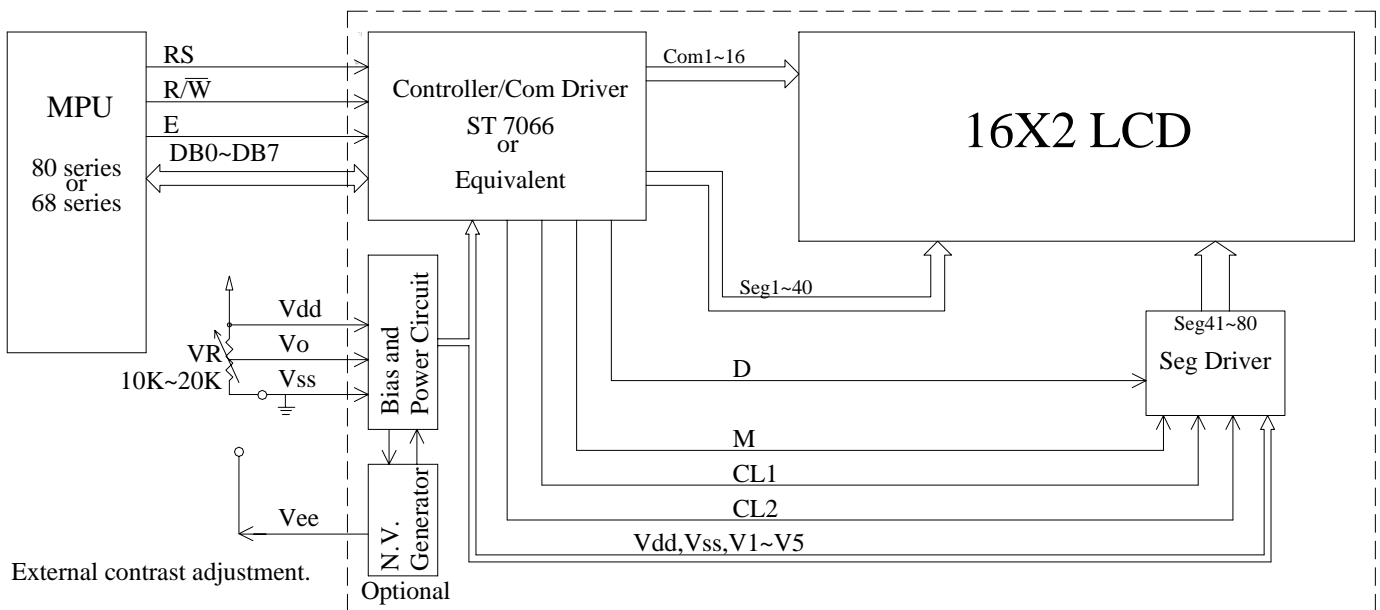 MPU
80 series
or
68 series
RS
R/W̅
E
DB0~DB7
Controller/Com Driver
ST 7066
or
Equivalent
Com1~16
16X2 LCD
Seg1~40
Seg41~80
Seg Driver
Vdd
Vo
VR
10K~20K
Vss
Bias and
Power Circuit
D
M
CL1
CL2
Vdd,Vss,V1~V5
Vee
N.V.
Generator
Optional
External contrast adjustment.